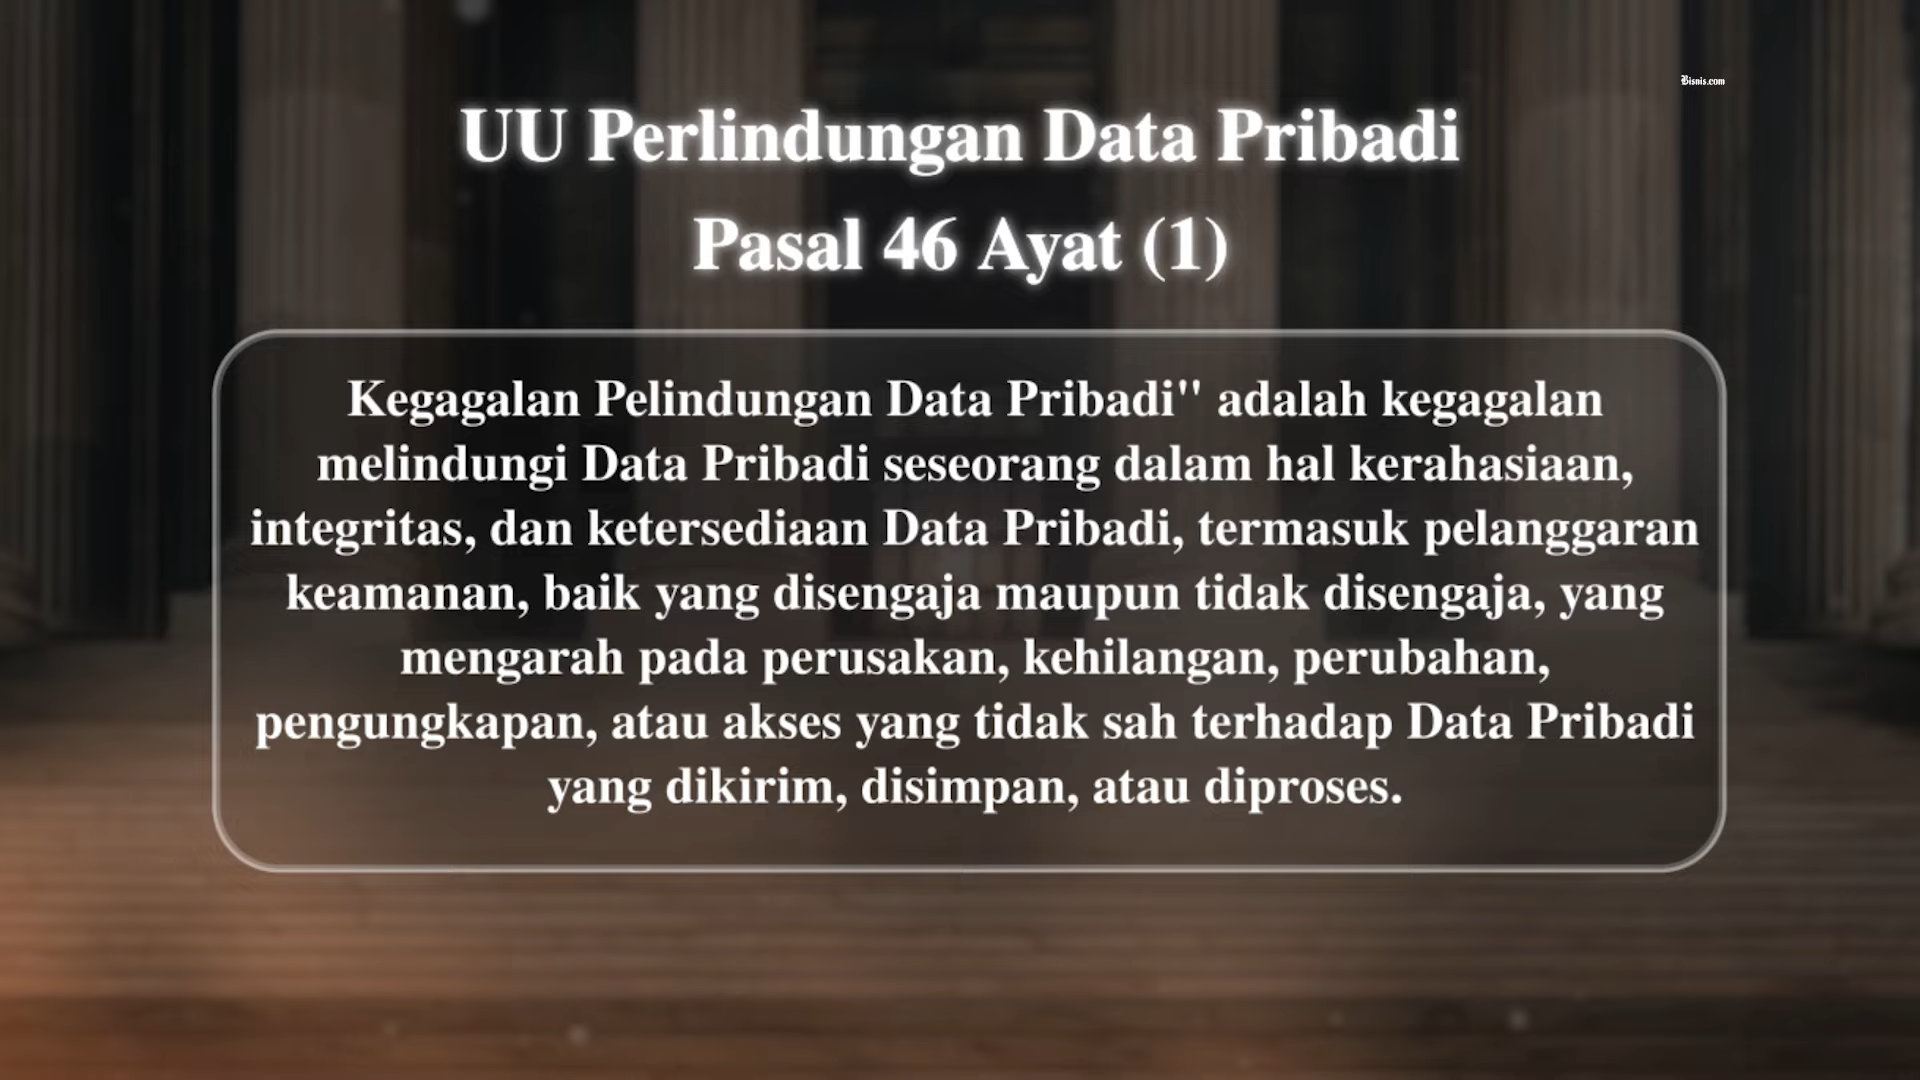 Bisnis.com
UU Perlindungan Data Pribadi
Pasal 46 Ayat (1)
Kegagalan Pelindungan Data Pribadi" adalah kegagalan
melindungi Data Pribadi seseorang dalam hal kerahasiaan,
integritas, dan ketersediaan Data Pribadi, termasuk pelanggaran
keamanan, baik yang disengaja maupun tidak disengaja, yang
mengarah pada perusakan, kehilangan, perubahan,
pengungkapan, atau akses yang tidak sah terhadap Data Pribadi
yang dikirim, disimpan, atau diproses.